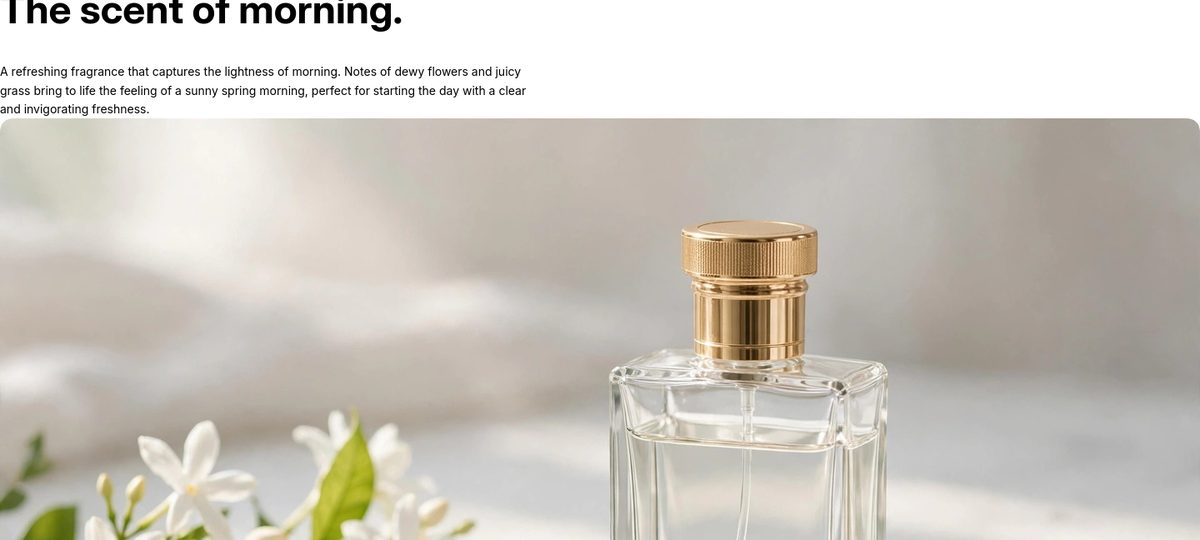 The scent of morning.
A refreshing fragrance that captures the lightness of morning. Notes of dewy flowers and juicy
grass bring to life the feeling of a sunny spring morning, perfect for starting the day with a clear
and invigorating freshness.